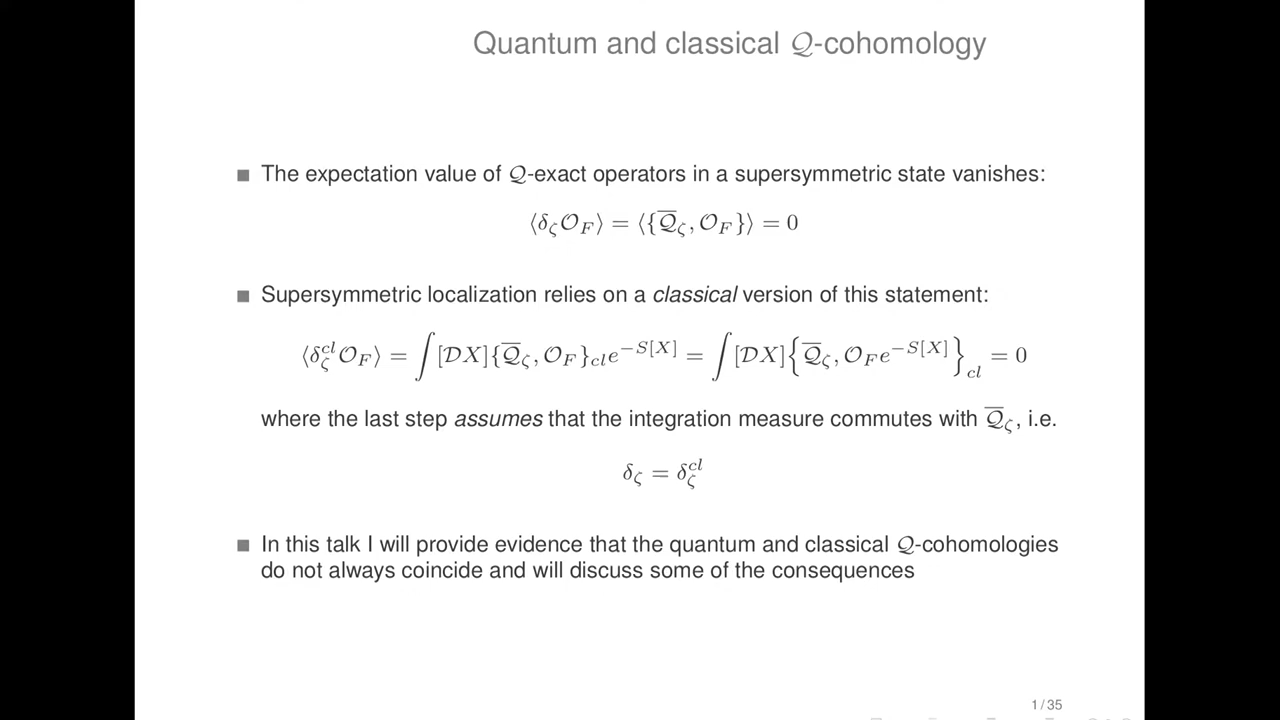 Quantum and classical 𝒬-cohomology
■ The expectation value of 𝒬-exact operators in a supersymmetric state vanishes:
⟨δ_ζ 𝒪_F⟩ = ⟨{𝒬̅_ζ, 𝒪_F}⟩ = 0
■ Supersymmetric localization relies on a classical version of this statement:
⟨δ_ζ^{cl} 𝒪_F⟩ = ∫[𝒟X]{𝒬̅_ζ, 𝒪_F}_{cl} e^{−S[X]} = ∫[𝒟X]{𝒬̅_ζ, 𝒪_F e^{−S[X]}}_{cl} = 0
where the last step assumes that the integration measure commutes with 𝒬̅_ζ, i.e.
δ_ζ = δ_ζ^{cl}
■ In this talk I will provide evidence that the quantum and classical 𝒬-cohomologies
do not always coincide and will discuss some of the consequences
1 / 35